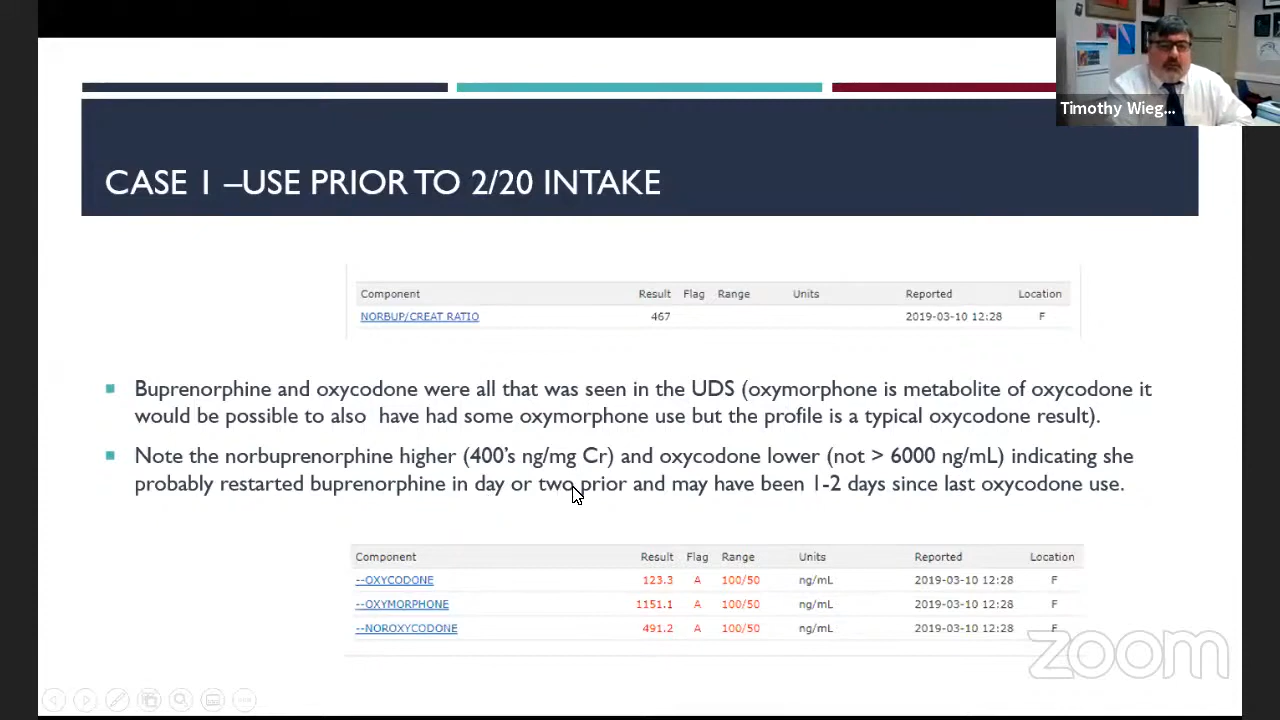 Timothy Wieg...
CASE 1 –USE PRIOR TO 2/20 INTAKE
Component Result Flag Range Units Reported Location
NORBUP/CREAT RATIO 467 2019-03-10 12:28 F
Buprenorphine and oxycodone were all that was seen in the UDS (oxymorphone is metabolite of oxycodone it
would be possible to also have had some oxymorphone use but the profile is a typical oxycodone result).
Note the norbuprenorphine higher (400's ng/mg Cr) and oxycodone lower (not > 6000 ng/mL) indicating she
probably restarted buprenorphine in day or two prior and may have been 1-2 days since last oxycodone use.
Component Result Flag Range Units Reported Location
--OXYCODONE 123.3 A 100/50 ng/mL 2019-03-10 12:28 F
--OXYMORPHONE 1151.1 A 100/50 ng/mL 2019-03-10 12:28 F
--NOROXYCODONE 491.2 A 100/50 ng/mL 2019-03-10 12:28 F
zoom